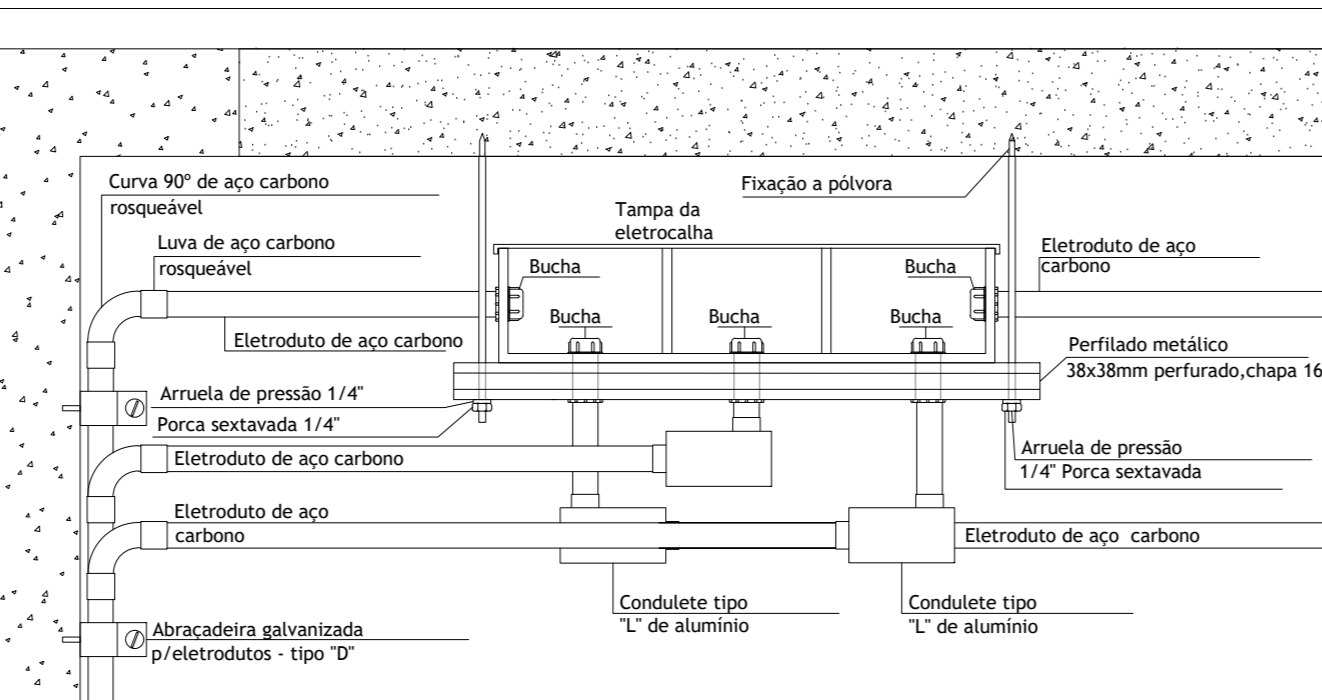 Curva 90º de aço carbono
rosqueável
Fixação a pólvora
Tampa da
eletrocalha
Luva de aço carbono
rosqueável
Eletroduto de aço
carbono
Bucha
Bucha
Bucha
Bucha
Bucha
Eletroduto de aço carbono
Perfilado metálico
38x38mm perfurado,chapa 16
Arruela de pressão 1/4"
Porca sextavada 1/4"
Eletroduto de aço carbono
Arruela de pressão
1/4" Porca sextavada
Eletroduto de aço
carbono
Eletroduto de aço carbono
Condulete tipo
"L" de alumínio
Condulete tipo
"L" de alumínio
Abraçadeira galvanizada
p/eletrodutos - tipo "D"